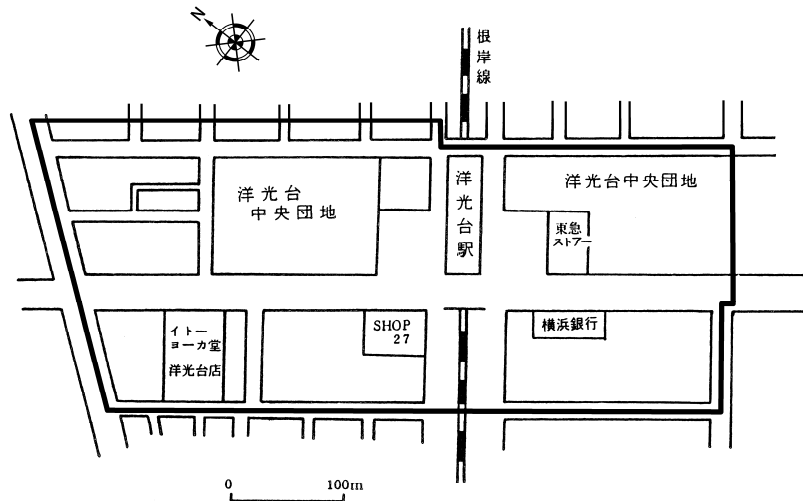 N
根岸線
洋光台
中央団地
洋光台駅
洋光台中央団地
東急
ストアー
イトー
ヨーカ堂
洋光台店
SHOP
27
横浜銀行
0 100m